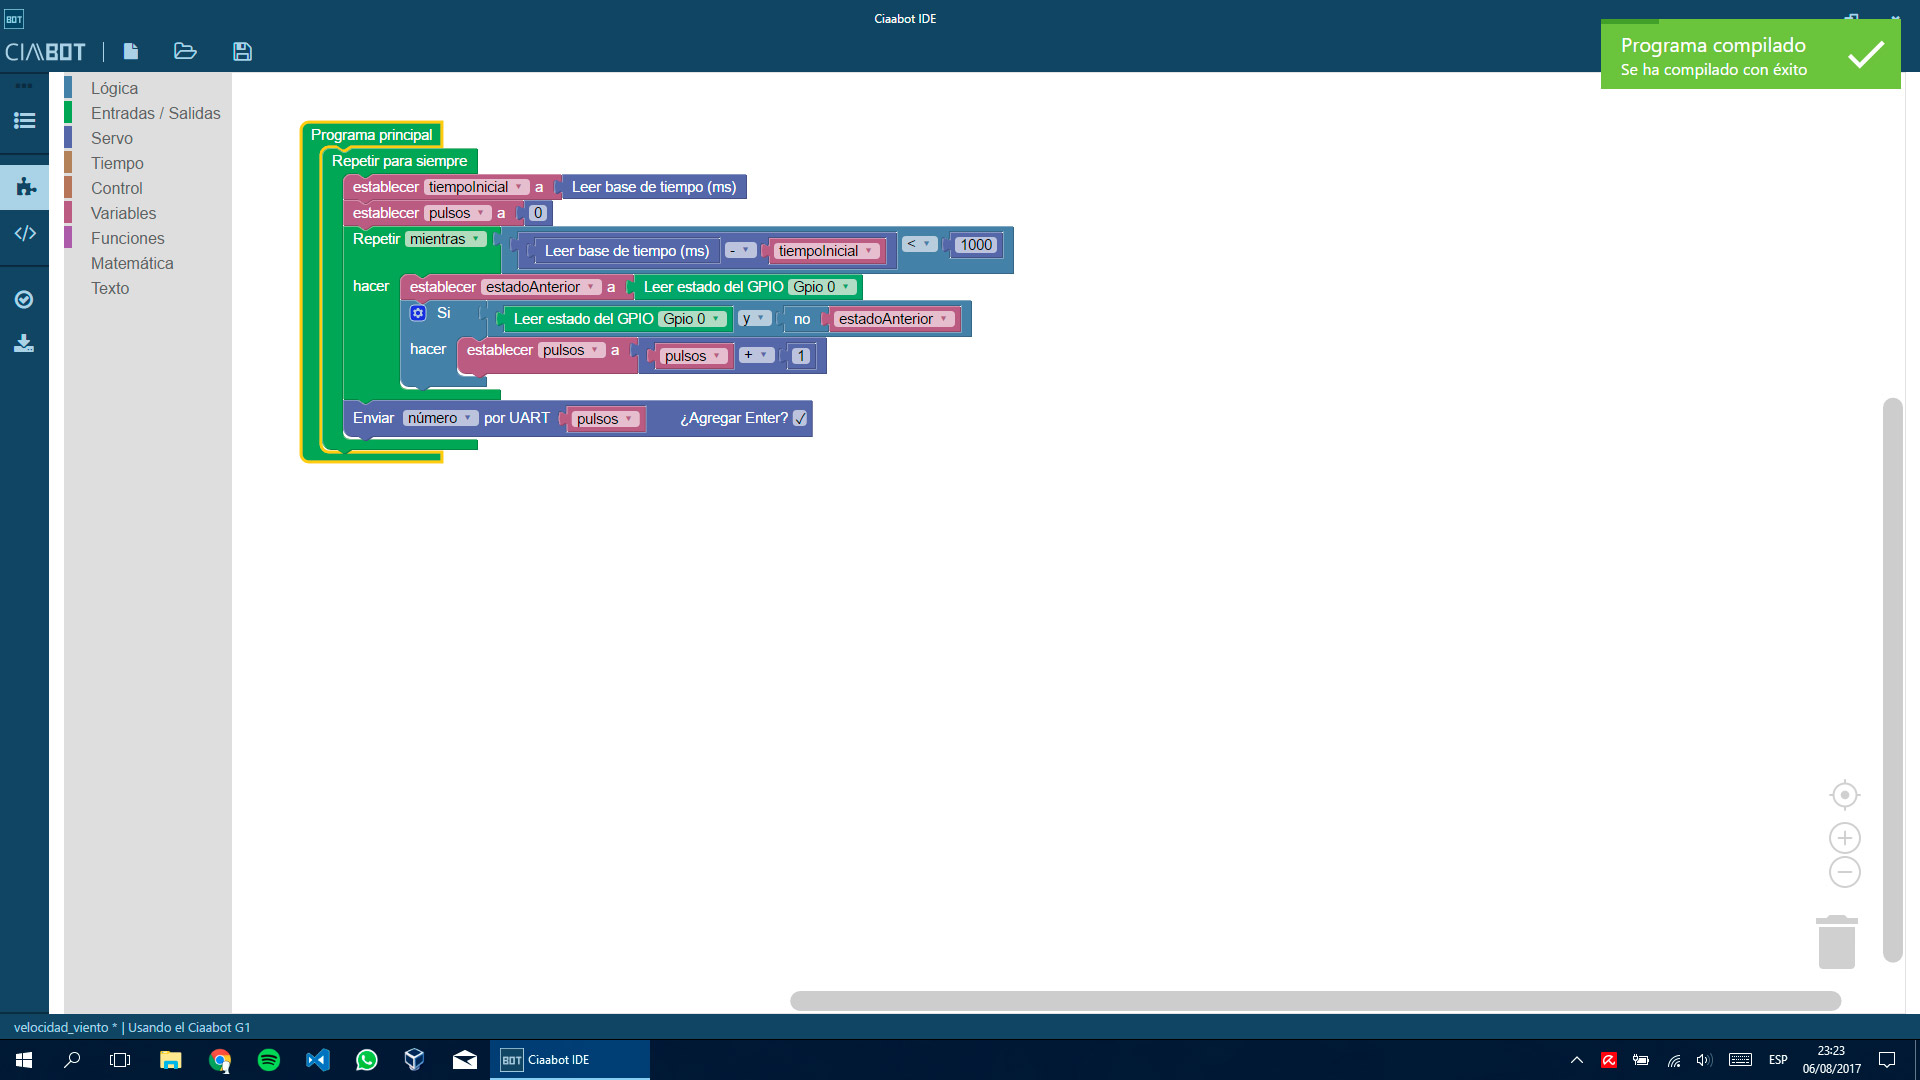 BOT
Ciaabot IDE
CIAABOT
Programa compilado
Se ha compilado con éxito
Lógica
Entradas / Salidas
Servo
Tiempo
Control
Variables
Funciones
Matemática
Texto
Programa principal
Repetir para siempre
establecer tiempoInicial a Leer base de tiempo (ms)
establecer pulsos a 0
Repetir mientras Leer base de tiempo (ms) - tiempoInicial < 1000
hacer establecer estadoAnterior a Leer estado del GPIO Gpio 0
Si Leer estado del GPIO Gpio 0 y no estadoAnterior
hacer establecer pulsos a pulsos + 1
Enviar número por UART pulsos ¿Agregar Enter?
velocidad_viento * | Usando el Ciaabot G1
BOT Ciaabot IDE
ESP
23:23
06/08/2017